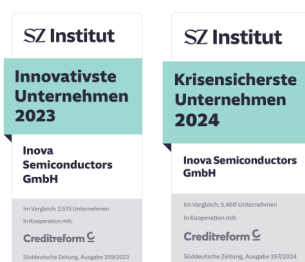 SZ Institut
Innovativste
Unternehmen
2023
Inova
Semiconductors
GmbH
Im Vergleich: 2.575 Unternehmen
In Kooperation mit:
Creditreform
Süddeutsche Zeitung, Ausgabe 259/2023
SZ Institut
Krisensicherste
Unternehmen
2024
Inova Semiconductors
GmbH
Im Vergleich: 5.460 Unternehmen
In Kooperation mit:
Creditreform
Süddeutsche Zeitung, Ausgabe 197/2024